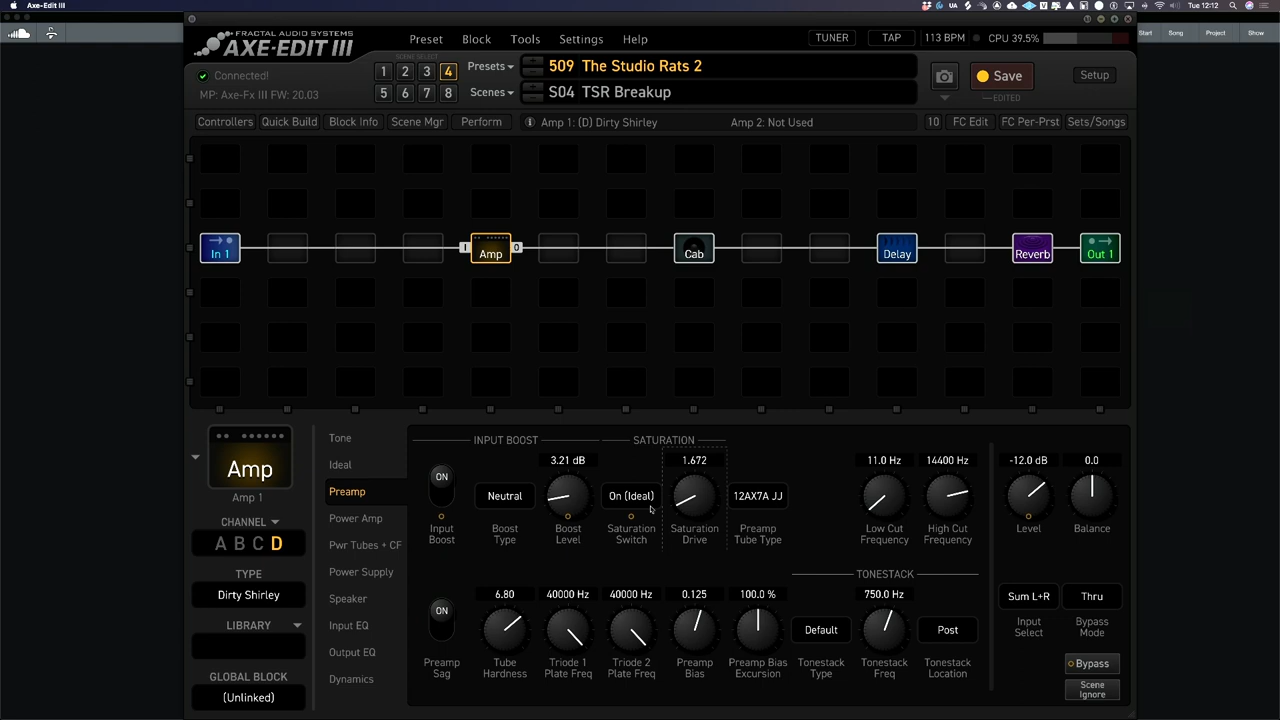 Axe-Edit III
UA
Tue 12:12
FRACTAL AUDIO SYSTEMS
AXE-EDIT III
Preset Block Tools Settings Help
TUNER TAP 113 BPM CPU 39.5%
Start Song Project Show
SCENE SELECT
1 2 3 4
5 6 7 8
Connected!
MP: Axe-Fx III FW: 20.03
Presets 509 The Studio Rats 2
Scenes S04 TSR Breakup
Save
EDITED
Setup
Controllers Quick Build Block Info Scene Mgr Perform
Amp 1: (D) Dirty Shirley Amp 2: Not Used
10 FC Edit FC Per-Prst Sets/Songs
In 1 I Amp O Cab Delay Reverb Out 1
Amp
Amp 1
CHANNEL
A B C D
TYPE
Dirty Shirley
LIBRARY
GLOBAL BLOCK
(Unlinked)
Tone
Ideal
Preamp
Power Amp
Pwr Tubes + CF
Power Supply
Speaker
Input EQ
Output EQ
Dynamics
INPUT BOOST SATURATION
3.21 dB 1.672 11.0 Hz 14400 Hz -12.0 dB 0.0
ON Neutral On (Ideal) 12AX7A JJ
Input Boost Boost Type Boost Level Saturation Switch Saturation Drive Preamp Tube Type Low Cut Frequency High Cut Frequency Level Balance
TONESTACK
6.80 40000 Hz 40000 Hz 0.125 100.0 % 750.0 Hz
ON Default Post Sum L+R Thru
Preamp Sag Tube Hardness Triode 1 Plate Freq Triode 2 Plate Freq Preamp Bias Preamp Bias Excursion Tonestack Type Tonestack Freq Tonestack Location
Input Select Bypass Mode
Bypass
Scene Ignore